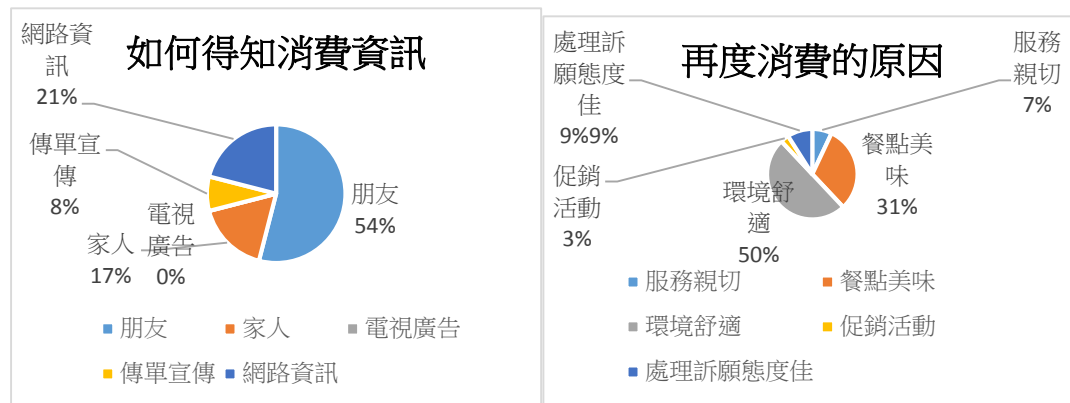 如何得知消費資訊
網路資
訊
21%
傳單宣
傳
8%
電視
廣告
0%
家人
17%
朋友
54%
朋友
家人
電視廣告
傳單宣傳
網路資訊
再度消費的原因
處理訴
願態度
佳
9%9%
服務
親切
7%
促銷
活動
3%
餐點美
味
31%
環境舒
適
50%
服務親切
餐點美味
環境舒適
促銷活動
處理訴願態度佳